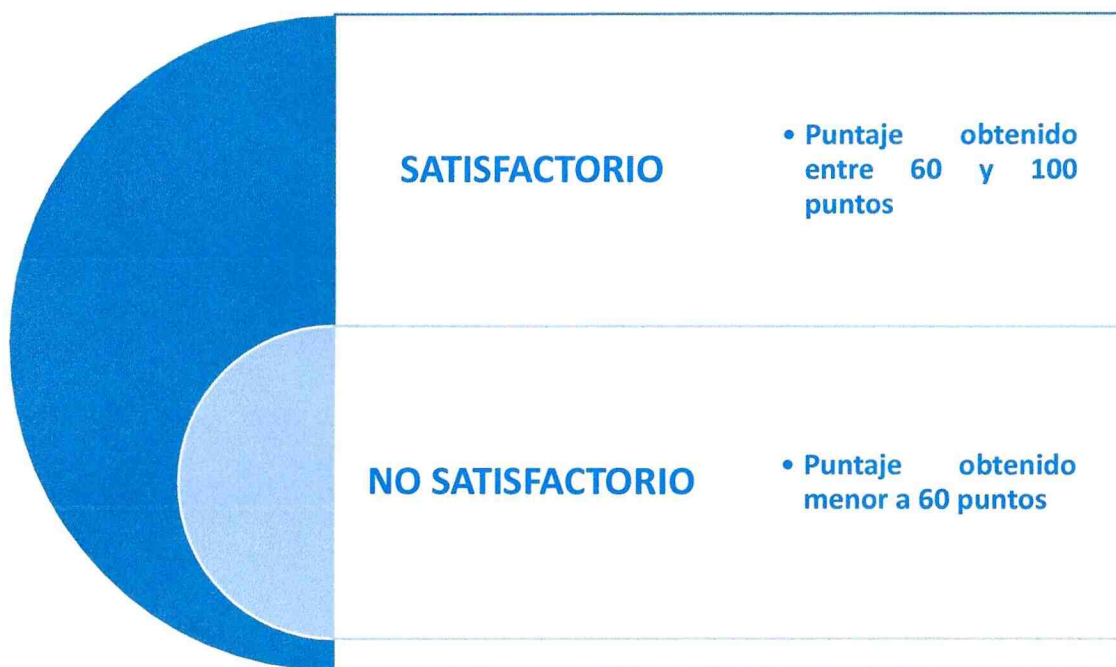 SATISFACTORIO
• Puntaje obtenido
entre 60 y 100
puntos
NO SATISFACTORIO
• Puntaje obtenido
menor a 60 puntos